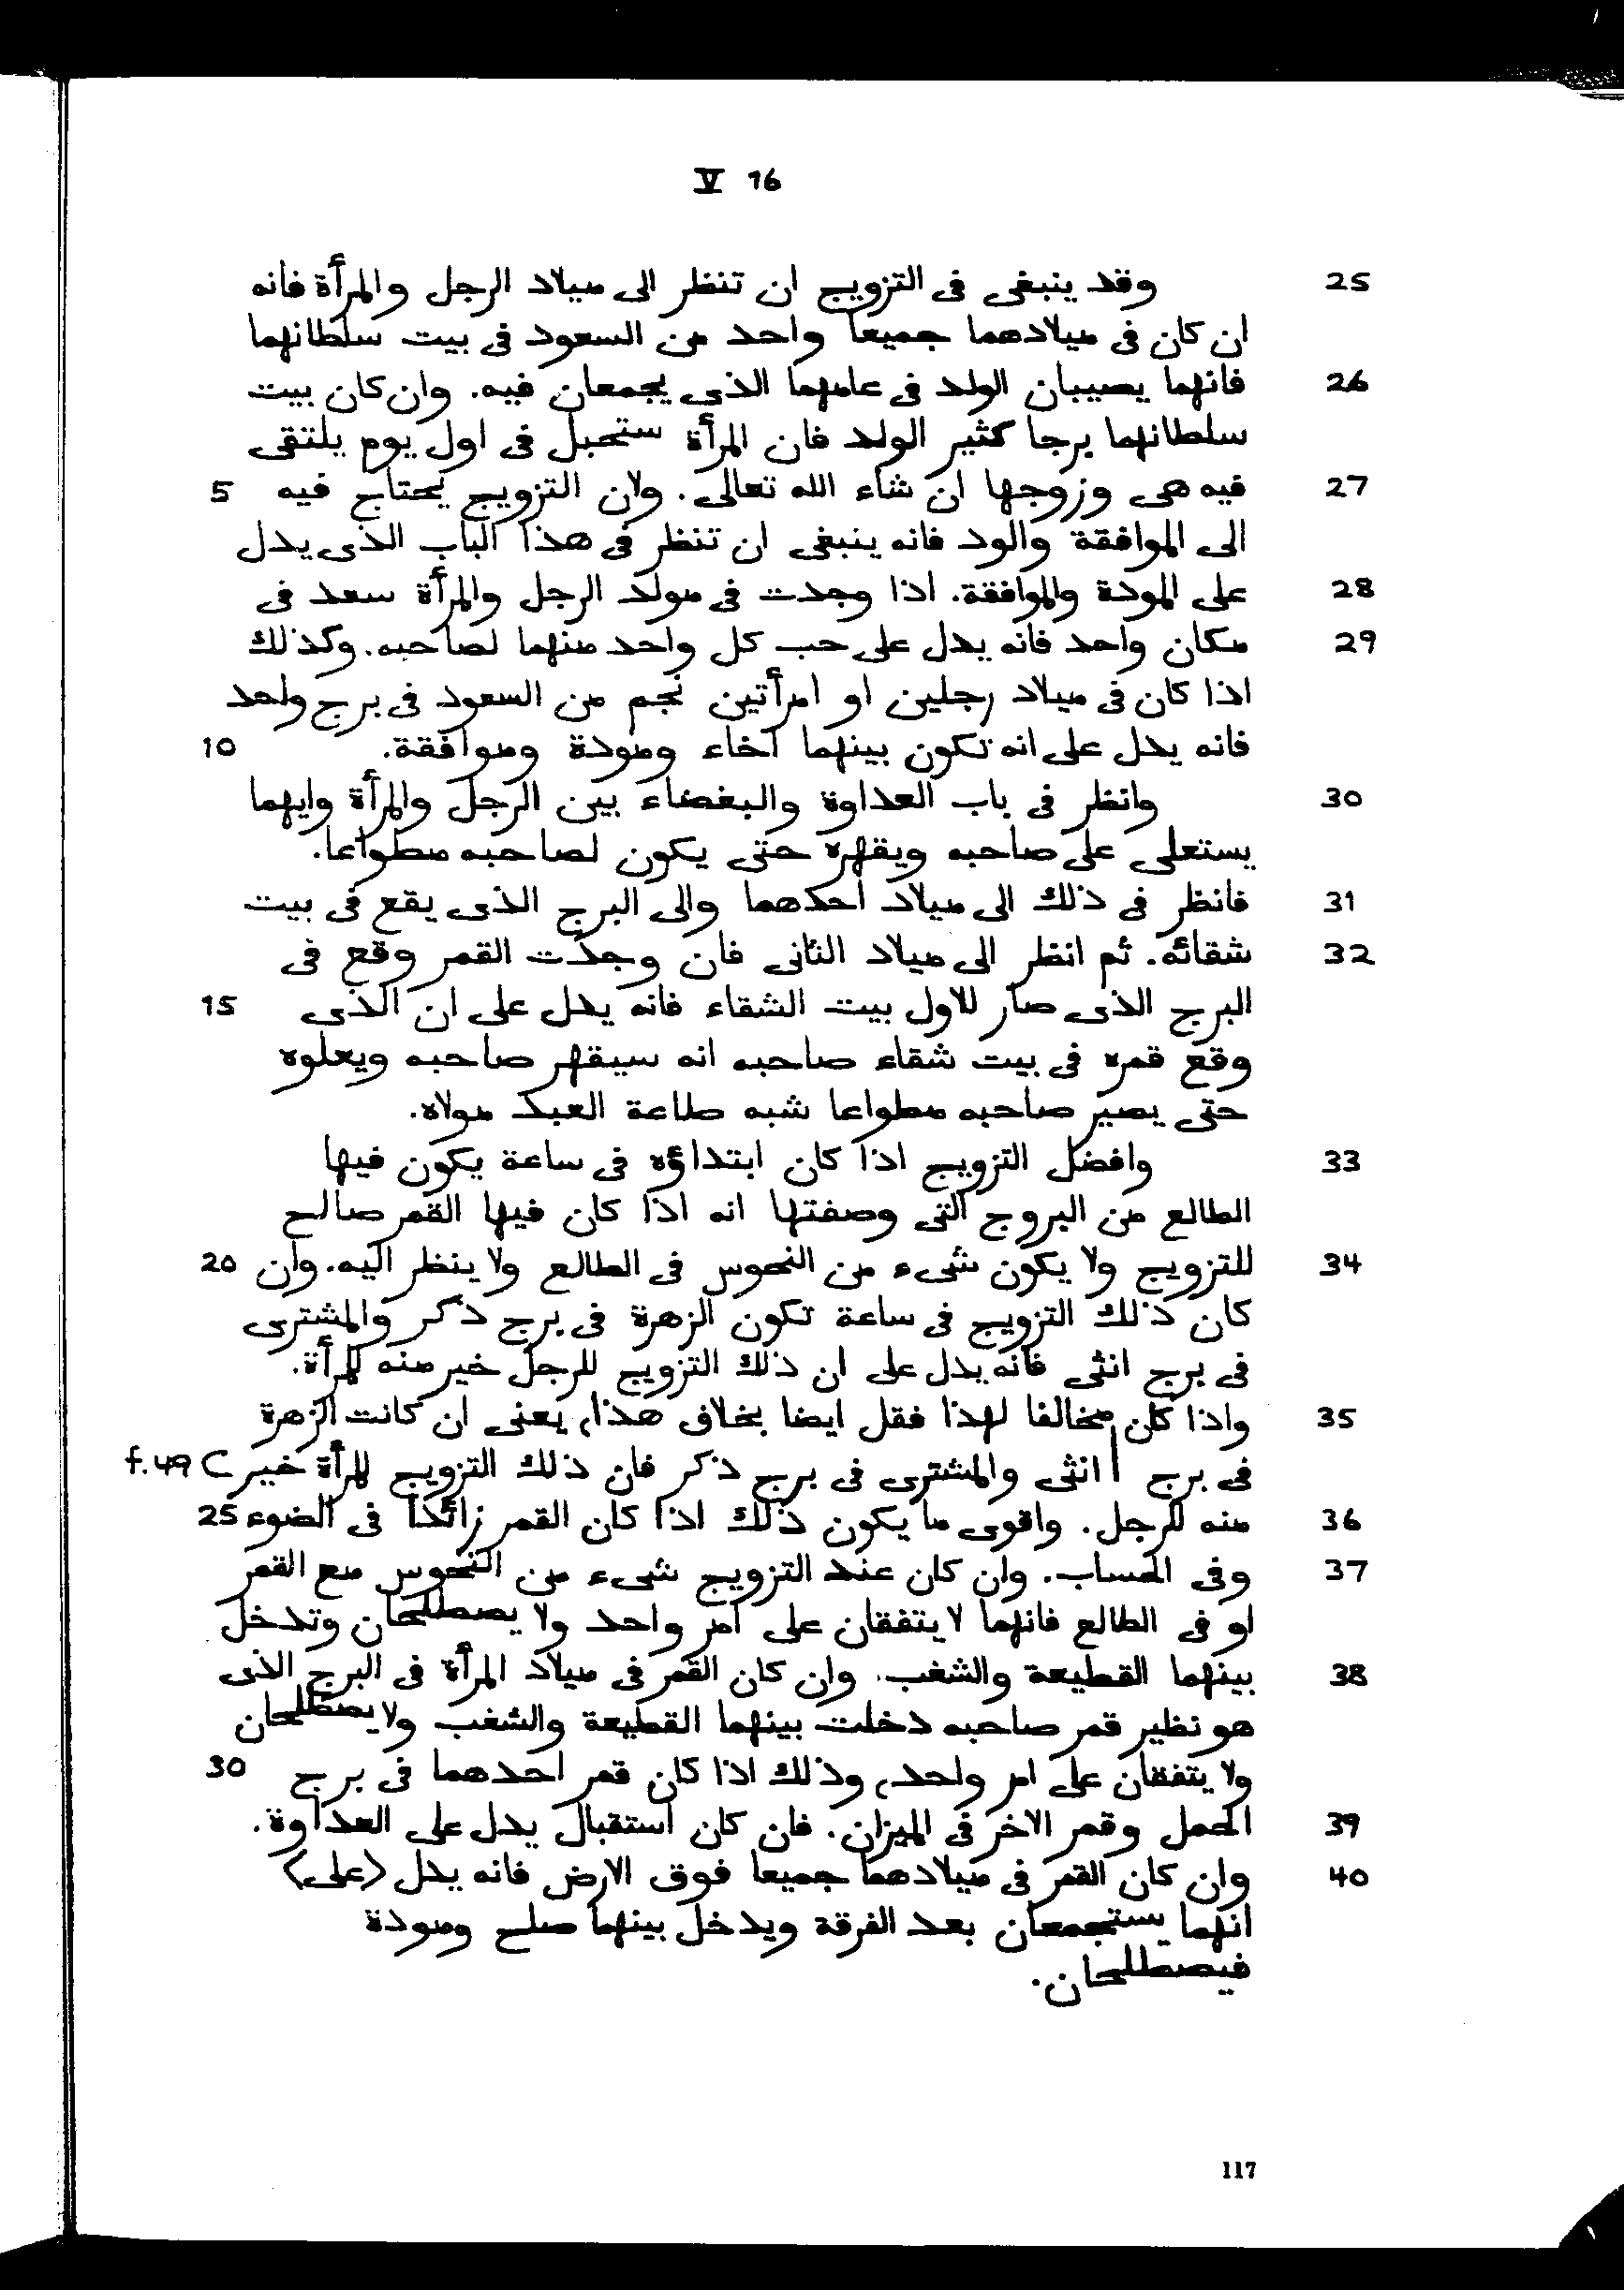 V 16
25 وقد ينبغى فى التزويج ان تنظر الى ميلاد الرجل والمرأة فانه
ان كان فى ميلادهما جميعا واحد من السعود فى بيت سلطانهما
26 فانهما يصيبان الولد فى عامهما الذى يجمعان فيه. وان كان بيت
سلطانهما برجا كثير الولد فان المرأة ستحبل فى اول يوم يلتقى
27 فيه هى وزوجها ان شاء الله تعالى. ولان التزويج يحتاج فيه 5
الى الموافقة والود فانه ينبغى ان تنظر فى هذا الباب الذى يدل
28 على المودة والموافقة. اذا وجدت فى مولد الرجل والمرأة سعد فى
29 مكان واحد فانه يدل على حب كل واحد منهما لصاحبه. وكذلك
اذا كان فى ميلاد رجلين او امرأتين نجم من السعود فى برج واحد
فانه يدل على انه تكون بينهما اخاء ومودة وموافقة. 10
30 وانظر فى باب العداوة والبغضاء بين الرجل والمرأة وايهما
يستعلى على صاحبه ويقهره حتى يكون لصاحبه مطواعا.
31 فانظر فى ذلك الى ميلاد احدهما والى البرج الذى يقع فى بيت
32 شقائه. ثم انظر الى ميلاد الثانى فان وجدت القمر وقع فى
البرج الذى صار للاول بيت الشقاء فانه يدل على ان الذى 15
وقع قمره فى بيت شقاء صاحبه انه سيقهر صاحبه ويعلوه
حتى يصير صاحبه مطواعا شبه طاعة العبد مولاه.
33 وافضل التزويج اذا كان ابتداؤه فى ساعة يكون فيها
الطالع من البروج التى وصفتها انه اذا كان فيها القمر صالح
34 للتزويج ولا يكون شىء من النحوس فى الطالع ولا ينظر اليه. وان 20
كان ذلك التزويج فى ساعة تكون الزهرة فى برج ذكر والمشترى
فى برج انثى فانه يدل على ان ذلك التزويج للرجل خير منه للمرأة.
35 واذا كان مخالفا لهذا فقل ايضا بخلاف هذا، يعنى ان كانت الزهرة
فى برج | انثى والمشترى فى برج ذكر فان ذلك التزويج للمرأة خير f.49 C
36 منه للرجل. واقوى ما يكون ذلك اذا كان القمر زائدا فى الضوء 25
37 وفى الحساب. وان كان عند التزويج شىء من النحوس مع القمر
او فى الطالع فانهما لا يتفقان على امر واحد ولا يصطلحان وتدخل
38 بينهما القطيعة والشغب. وان كان القمر فى ميلاد المرأة فى البرج الذى
هو نظير قمر صاحبه دخلت بينهما القطيعة والشغب ولا يصطلحان
ولا يتفقان على امر واحد، وذلك اذا كان قمر احدهما فى برج 30
39 الحمل وقمر الاخر فى الميزان. فان كان استقبال يدل على العداوة.
40 وان كان القمر فى ميلادهما جميعا فوق الارض فانه يدل ‹على›
انهما يستجمعان بعد الفرقة ويدخل بينهما صلح ومودة
فيصطلحان.
117